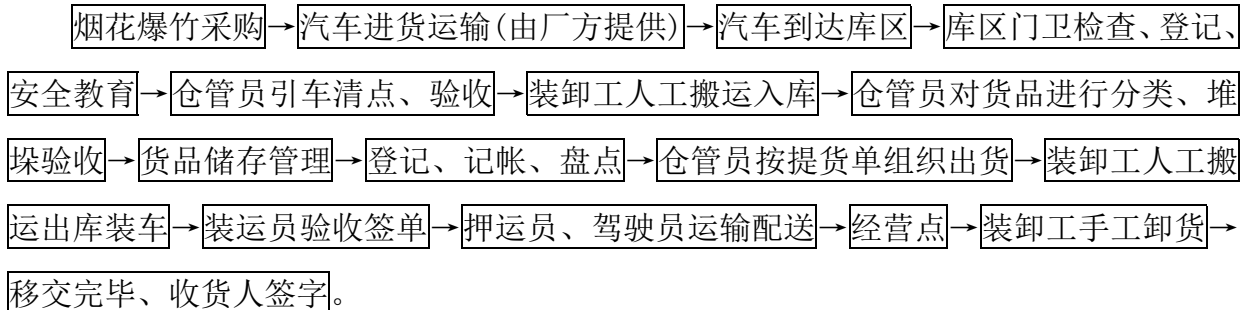 烟花爆竹采购→汽车进货运输(由厂方提供)→汽车到达库区→库区门卫检查、登记、
安全教育→仓管员引车清点、验收→装卸工人工搬运入库→仓管员对货品进行分类、堆
垛验收→货品储存管理→登记、记帐、盘点→仓管员按提货单组织出货→装卸工人工搬
运出库装车→装运员验收签单→押运员、驾驶员运输配送→经营点→装卸工手工卸货→
移交完毕、收货人签字。